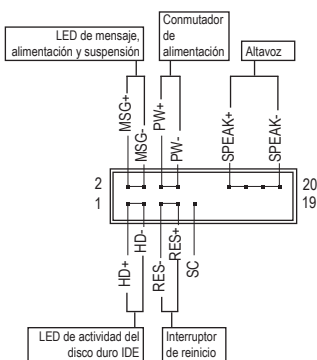 LED de mensaje,
alimentación y suspensión
Conmutador
de
alimentación
Altavoz
MSG+
MSG-
PW+
PW-
SPEAK+
SPEAK-
2
20
1
19
HD+
HD-
RES-
RES+
SC
LED de actividad del
disco duro IDE
Interruptor
de reinicio